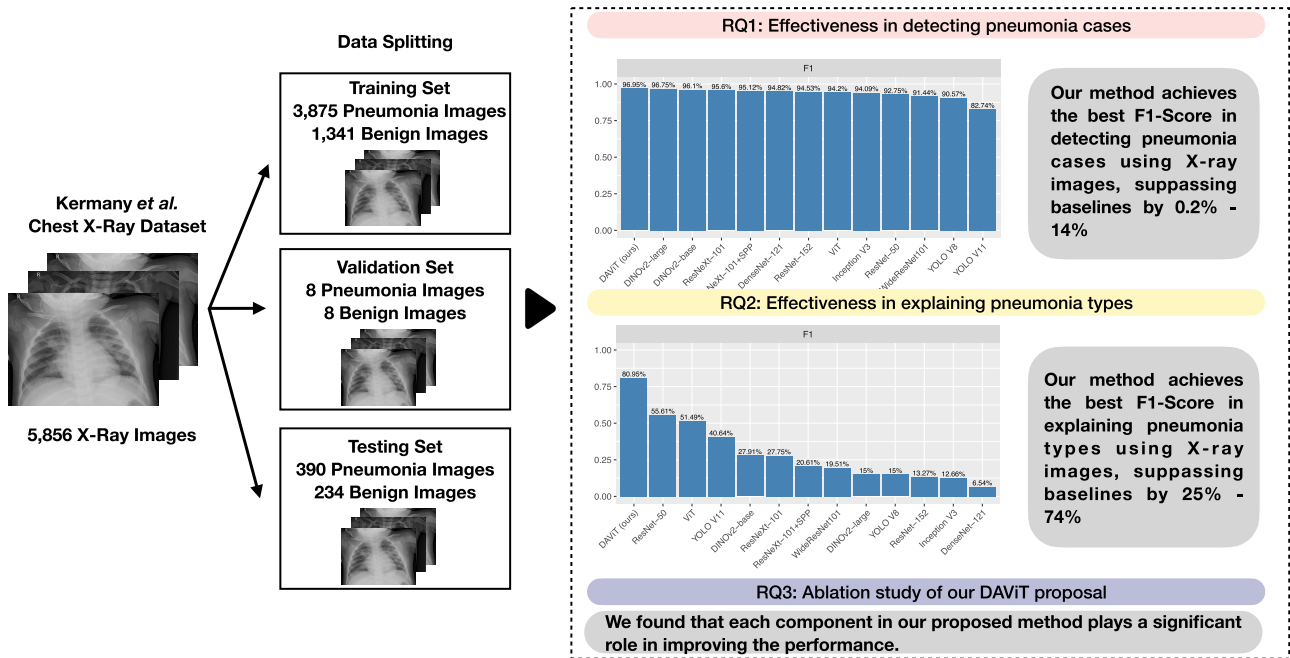 Kermany et al.
Chest X-Ray Dataset
R
R
5,856 X-Ray Images
Data Splitting
Training Set
3,875 Pneumonia Images
1,341 Benign Images
Validation Set
8 Pneumonia Images
8 Benign Images
Testing Set
390 Pneumonia Images
234 Benign Images
RQ1: Effectiveness in detecting pneumonia cases
F1
1.00
0.75
0.50
0.25
0.00
96.95%
96.75%
96.1%
95.6%
95.12%
94.82%
94.53%
94.2%
94.09%
92.75%
91.44%
90.57%
82.74%
DAViT (ours)
DINOv2-large
DINOv2-base
ResNeXt-101
NeXt-101+SPP
DenseNet-121
ResNet-152
ViT
Inception V3
ResNet-50
WideResNet101
YOLO V8
YOLO V11
Our method achieves
the best F1-Score in
detecting pneumonia
cases using X-ray
images, suppassing
baselines by 0.2% -
14%
RQ2: Effectiveness in explaining pneumonia types
F1
1.00
0.75
0.50
0.25
0.00
80.95%
55.61%
51.49%
40.64%
27.91%
27.75%
20.61%
19.51%
15%
15%
13.27%
12.66%
6.54%
DAViT (ours)
ResNet-50
ViT
YOLO V11
DINOv2-base
ResNeXt-101
ResNeXt-101+SPP
WideResNet101
DINOv2-large
YOLO V8
ResNet-152
Inception V3
DenseNet-121
Our method achieves
the best F1-Score in
explaining pneumonia
types using X-ray
images, suppassing
baselines by 25% -
74%
RQ3: Ablation study of our DAViT proposal
We found that each component in our proposed method plays a significant
role in improving the performance.